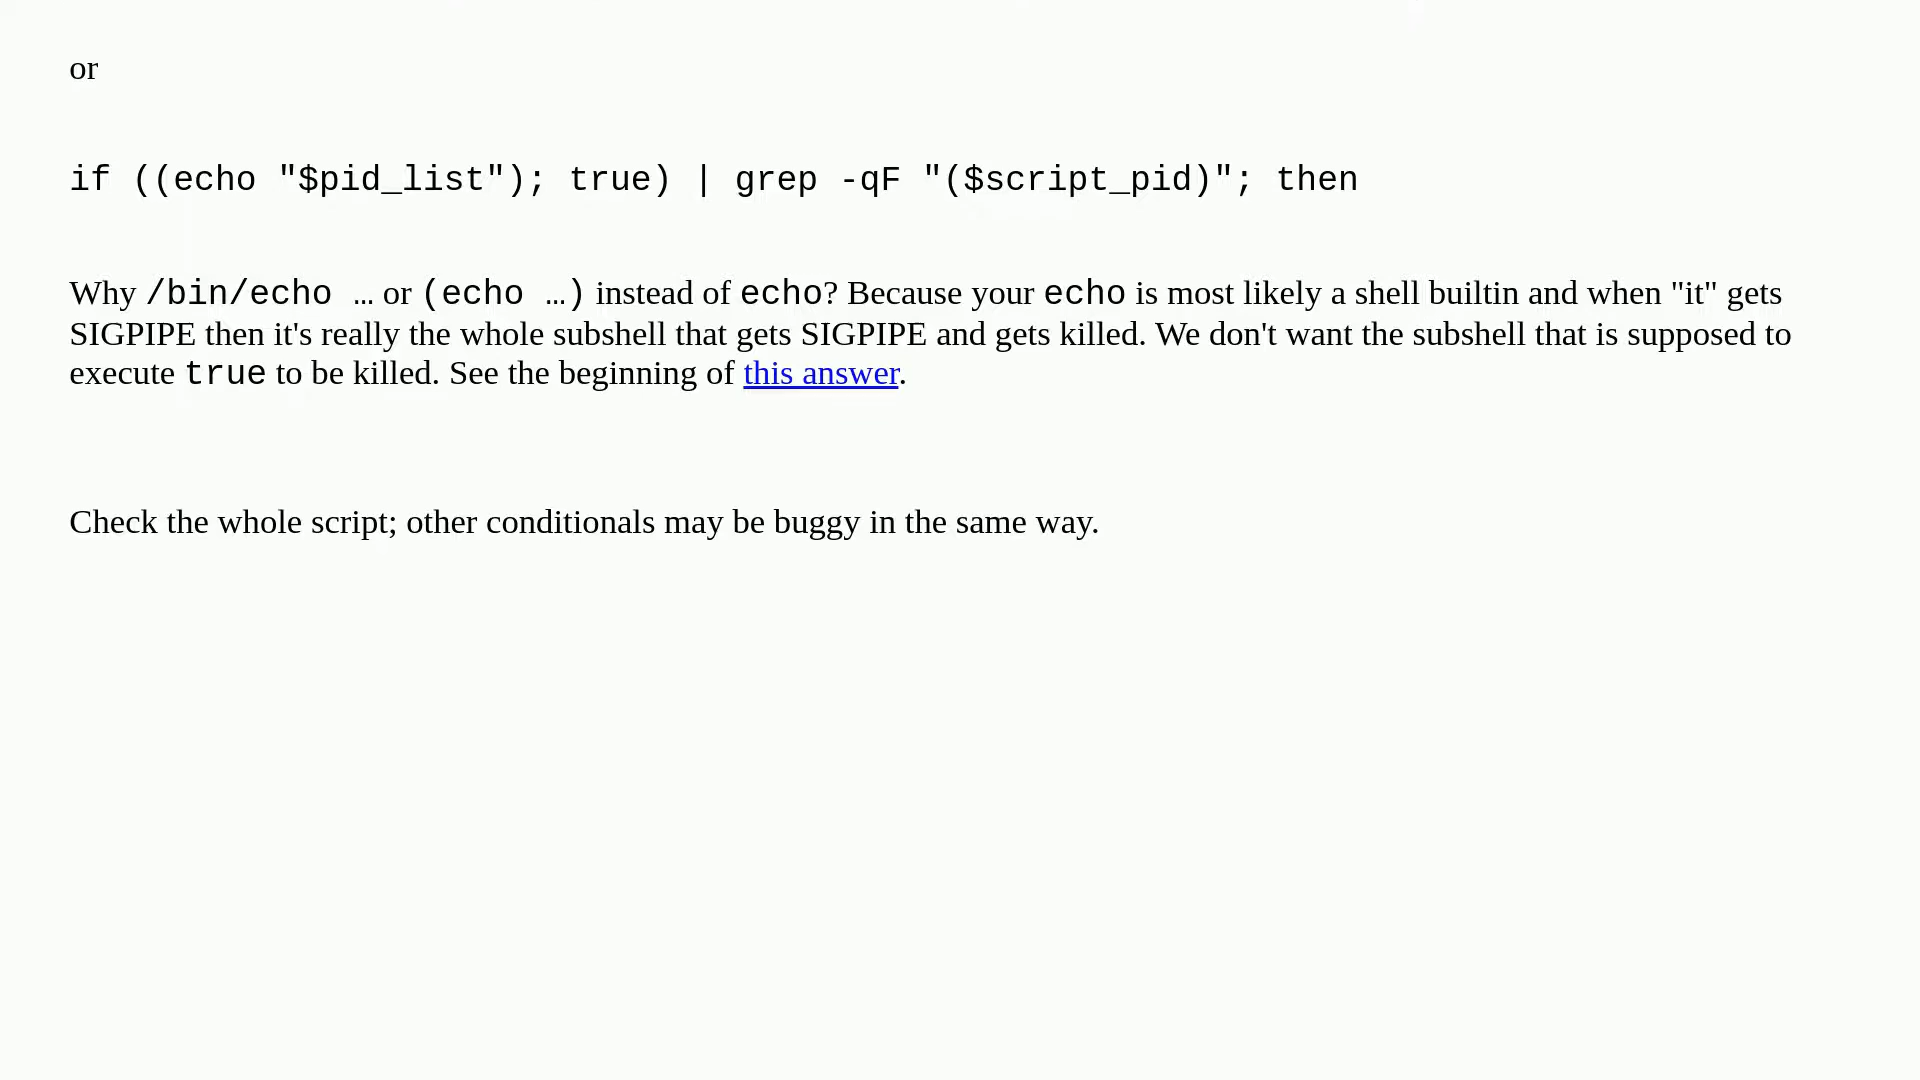 or
if ((echo "$pid_list"); true) | grep -qF "($script_pid)"; then
Why /bin/echo … or (echo …) instead of echo? Because your echo is most likely a shell builtin and when "it" gets
SIGPIPE then it's really the whole subshell that gets SIGPIPE and gets killed. We don't want the subshell that is supposed to
execute true to be killed. See the beginning of this answer.
Check the whole script; other conditionals may be buggy in the same way.